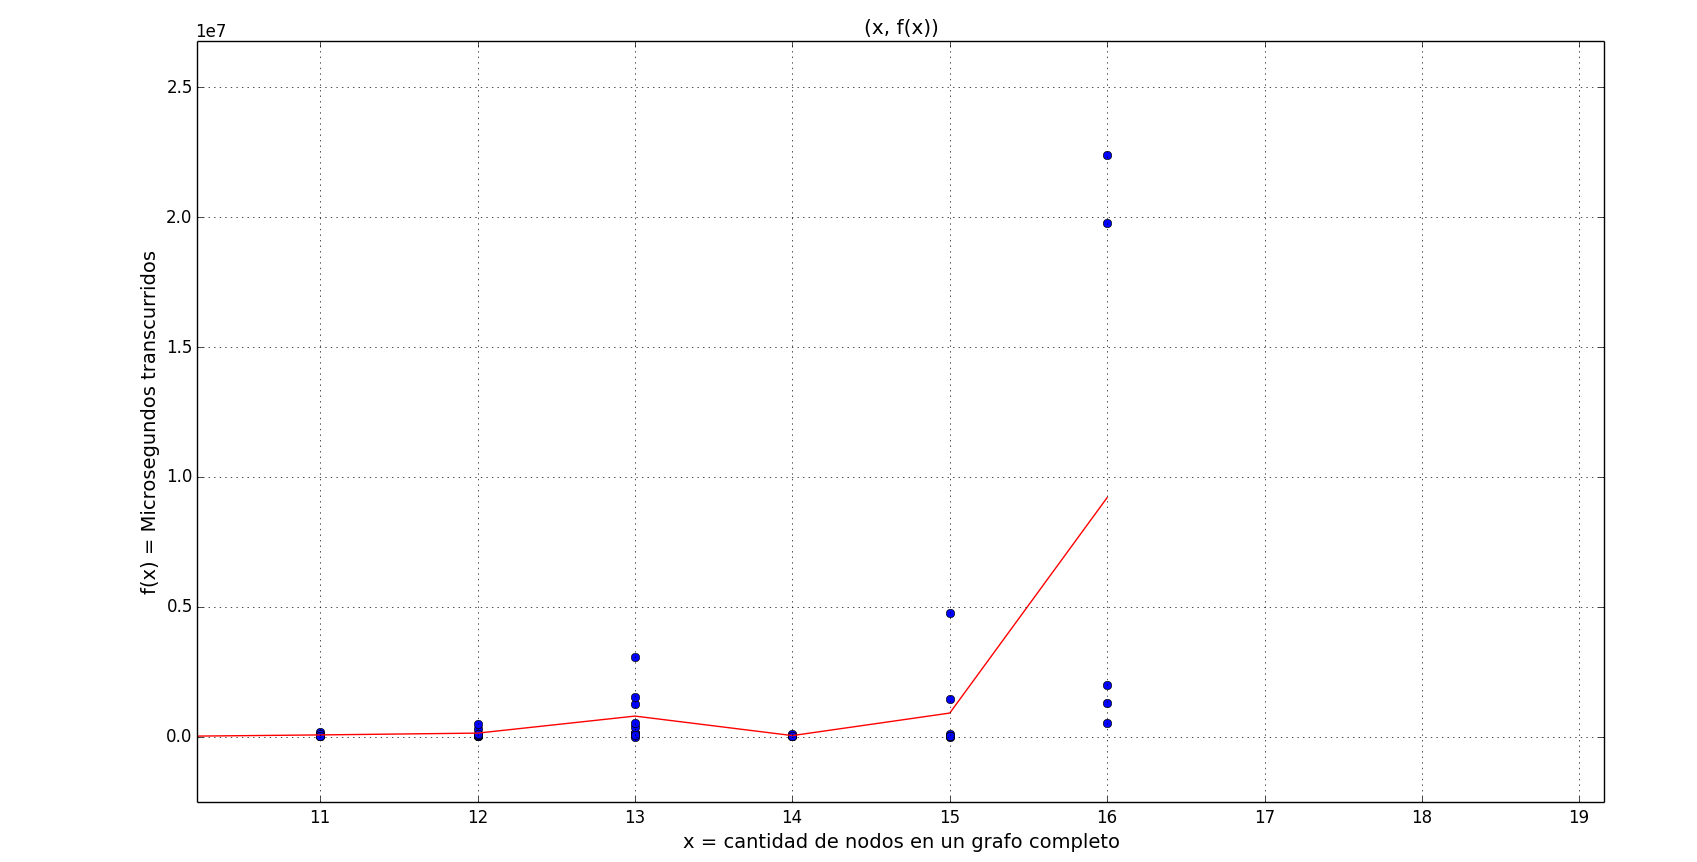 (x, f(x))
1e7
2.5
2.0
1.5
1.0
0.5
0.0
f(x) = Microsegundos transcurridos
11 12 13 14 15 16 17 18 19
x = cantidad de nodos en un grafo completo